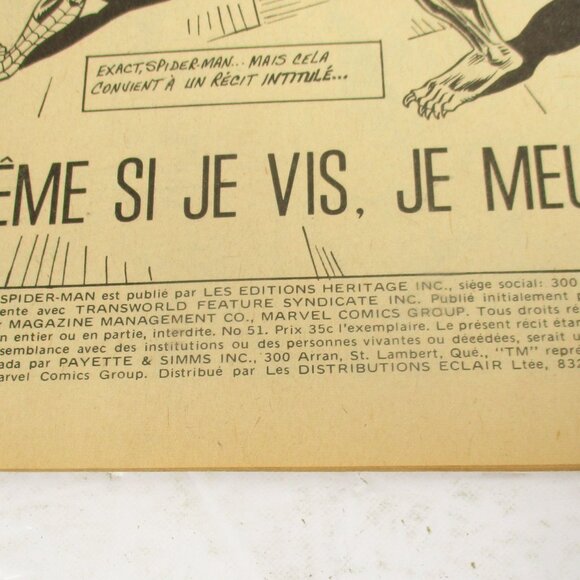 EXACT, SPIDER-MAN... MAIS CELA
CONVIENT À UN RÉCIT INTITULÉ...
ÊME SI JE VIS, JE MEU
SPIDER-MAN est publié par LES EDITIONS HERITAGE INC., siège social: 300
ente avec TRANSWORLD FEATURE SYNDICATE INC. Publié initialement
MAGAZINE MANAGEMENT CO., MARVEL COMICS GROUP. Tous droits ré
n entier ou en partie, interdite. No 51. Prix 35c l'exemplaire. Le présent récit étan
semblance avec des institutions ou des personnes vivantes ou décédées, serait u
ada par PAYETTE & SIMMS INC., 300 Arran, St. Lambert, Qué., "TM" repré
arvel Comics Group. Distribué par Les DISTRIBUTIONS ECLAIR Ltée, 832